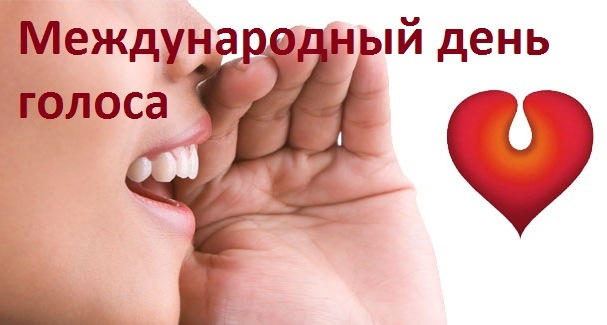 Международный день
голоса